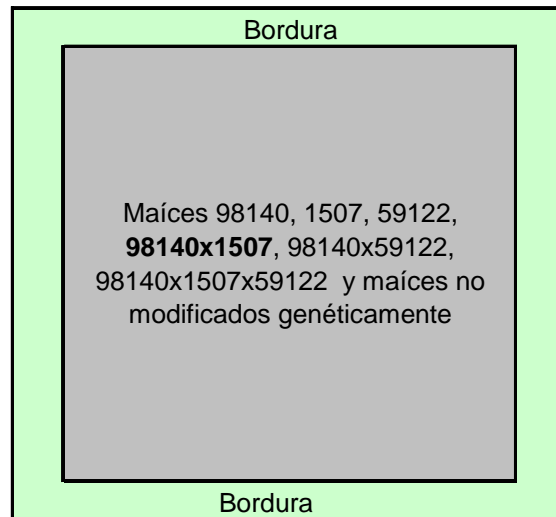 Bordura
Maíces 98140, 1507, 59122,
98140x1507, 98140x59122,
98140x1507x59122 y maíces no
modificados genéticamente
Bordura